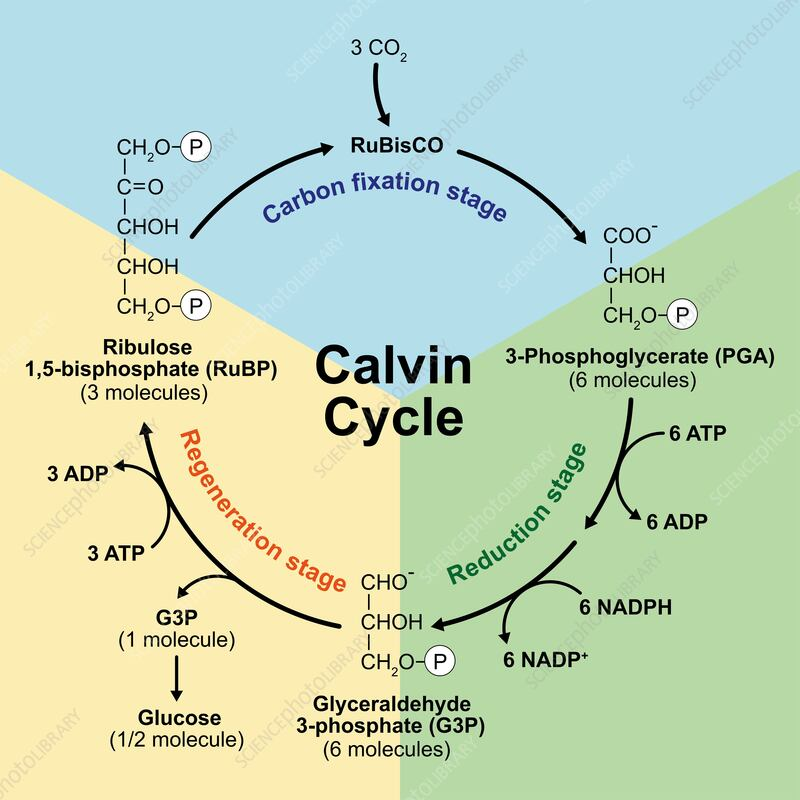 3 CO₂
RuBisCO
Carbon fixation stage
CH₂O-P
C=O
CHOH
CHOH
CH₂O-P
Ribulose
1,5-bisphosphate (RuBP)
(3 molecules)
COO⁻
CHOH
CH₂O-P
3-Phosphoglycerate (PGA)
(6 molecules)
Calvin
Cycle
6 ATP
6 ADP
Reduction stage
6 NADPH
6 NADP⁺
CHO⁻
CHOH
CH₂O-P
Glyceraldehyde
3-phosphate (G3P)
(6 molecules)
Regeneration stage
3 ADP
3 ATP
G3P
(1 molecule)
Glucose
(1/2 molecule)
SCIENCEphotoLIBRARY